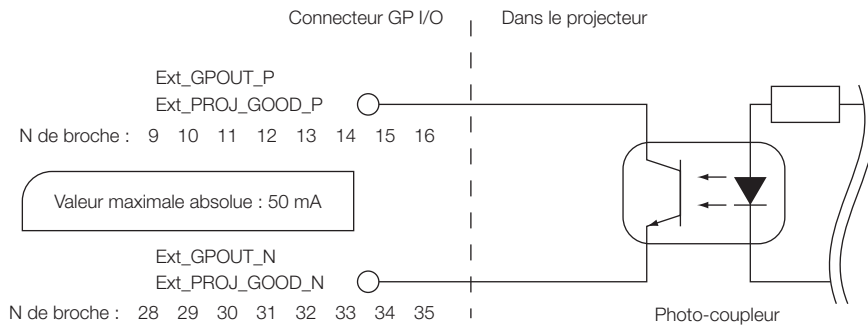 Connecteur GP I/O
Dans le projecteur
Ext_GPOUT_P
Ext_PROJ_GOOD_P
N de broche : 9 10 11 12 13 14 15 16
Valeur maximale absolue : 50 mA
Ext_GPOUT_N
Ext_PROJ_GOOD_N
N de broche : 28 29 30 31 32 33 34 35
Photo-coupleur